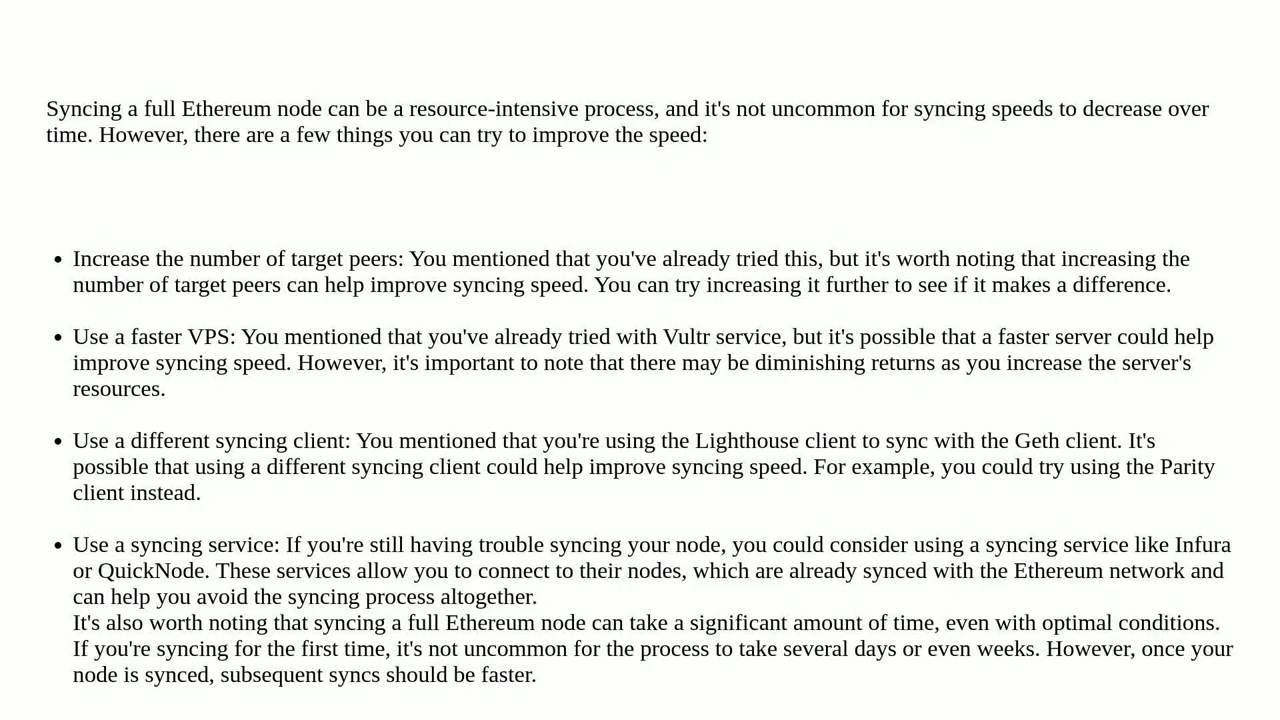 Syncing a full Ethereum node can be a resource-intensive process, and it's not uncommon for syncing speeds to decrease over
time. However, there are a few things you can try to improve the speed:
• Increase the number of target peers: You mentioned that you've already tried this, but it's worth noting that increasing the
number of target peers can help improve syncing speed. You can try increasing it further to see if it makes a difference.
• Use a faster VPS: You mentioned that you've already tried with Vultr service, but it's possible that a faster server could help
improve syncing speed. However, it's important to note that there may be diminishing returns as you increase the server's
resources.
• Use a different syncing client: You mentioned that you're using the Lighthouse client to sync with the Geth client. It's
possible that using a different syncing client could help improve syncing speed. For example, you could try using the Parity
client instead.
• Use a syncing service: If you're still having trouble syncing your node, you could consider using a syncing service like Infura
or QuickNode. These services allow you to connect to their nodes, which are already synced with the Ethereum network and
can help you avoid the syncing process altogether.
It's also worth noting that syncing a full Ethereum node can take a significant amount of time, even with optimal conditions.
If you're syncing for the first time, it's not uncommon for the process to take several days or even weeks. However, once your
node is synced, subsequent syncs should be faster.